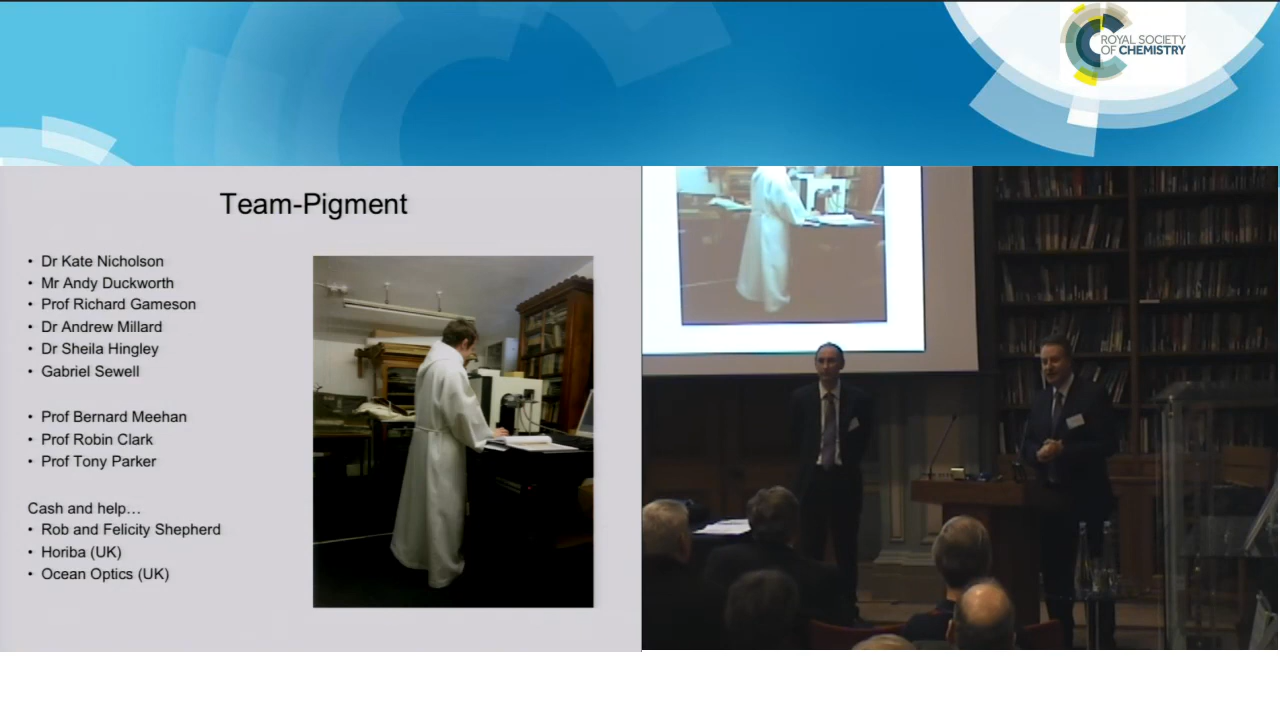 ROYAL SOCIETY
OF CHEMISTRY
Team-Pigment
• Dr Kate Nicholson
• Mr Andy Duckworth
• Prof Richard Gameson
• Dr Andrew Millard
• Dr Sheila Hingley
• Gabriel Sewell
• Prof Bernard Meehan
• Prof Robin Clark
• Prof Tony Parker
Cash and help…
• Rob and Felicity Shepherd
• Horiba (UK)
• Ocean Optics (UK)